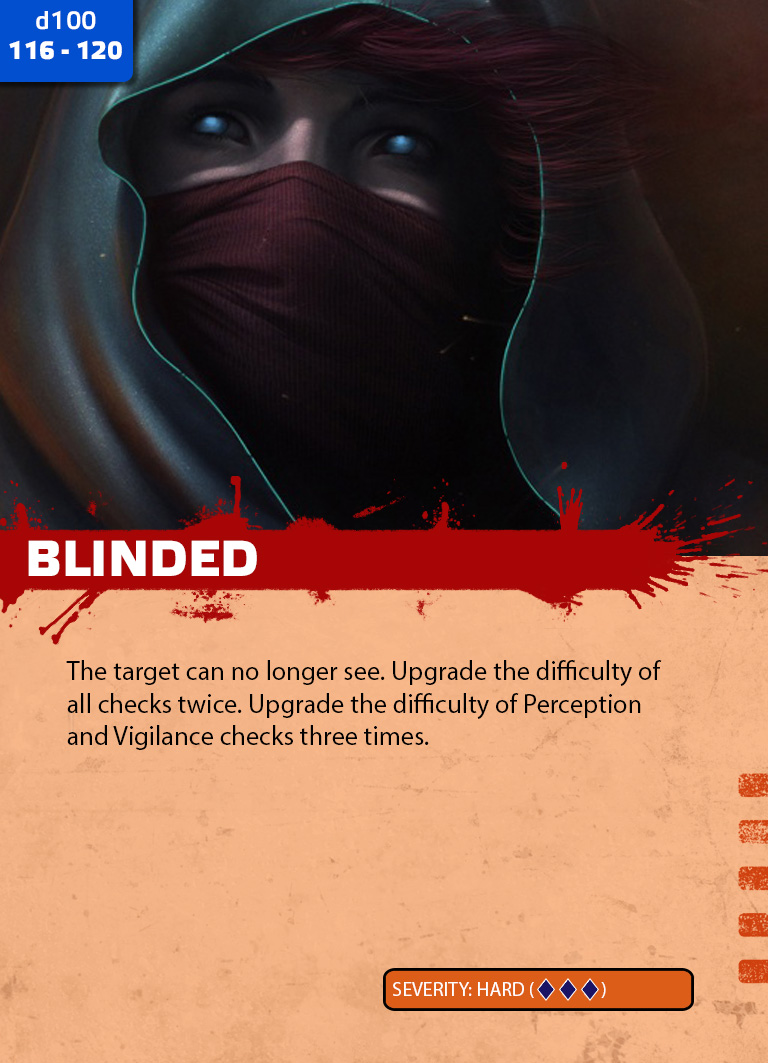 d100
116 - 120
BLINDED
The target can no longer see. Upgrade the difficulty of
all checks twice. Upgrade the difficulty of Perception
and Vigilance checks three times.
SEVERITY: HARD (♦♦♦)